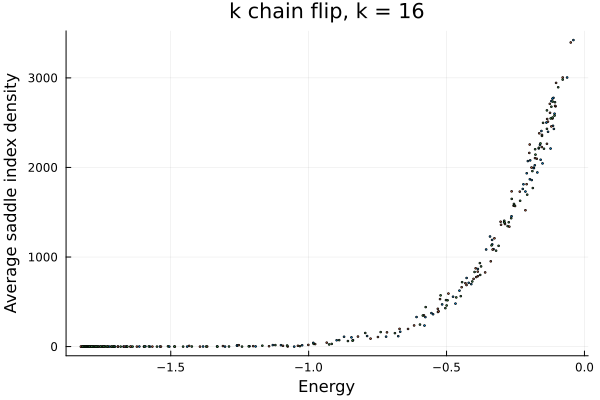 k chain flip, k = 16
Average saddle index density
3000
2000
1000
0
−1.5
−1.0
−0.5
0.0
Energy